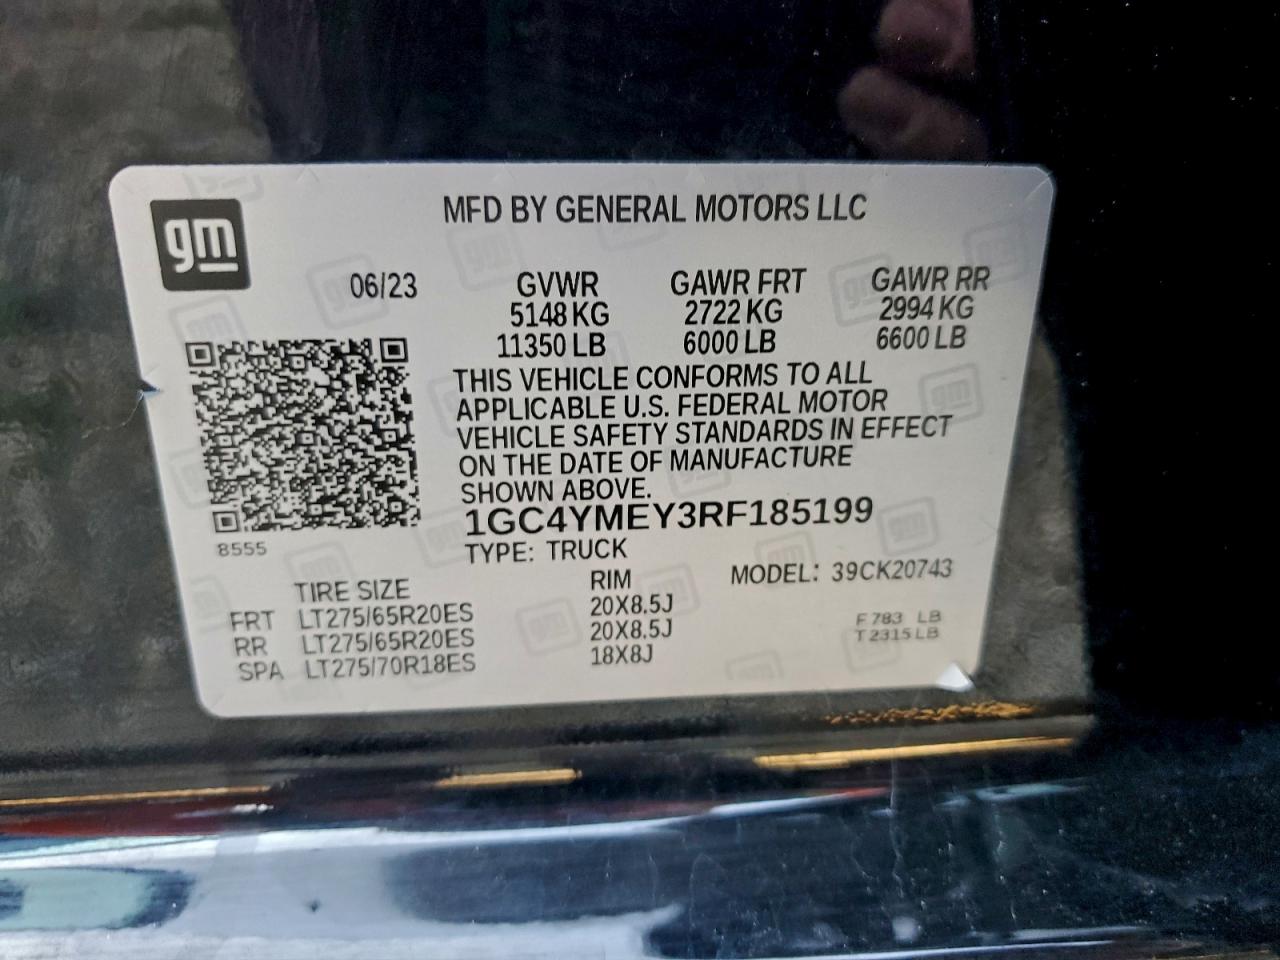 gm
MFD BY GENERAL MOTORS LLC
06/23
GVWR GAWR FRT GAWR RR
5148 KG 2722 KG 2994 KG
11350 LB 6000 LB 6600 LB
THIS VEHICLE CONFORMS TO ALL
APPLICABLE U.S. FEDERAL MOTOR
VEHICLE SAFETY STANDARDS IN EFFECT
ON THE DATE OF MANUFACTURE
SHOWN ABOVE.
1GC4YMEY3RF185199
8555
TYPE: TRUCK
MODEL: 39CK20743
TIRE SIZE RIM
FRT LT275/65R20ES 20X8.5J
RR LT275/65R20ES 20X8.5J
SPA LT275/70R18ES 18X8J
F 783 LB
T 2315 LB